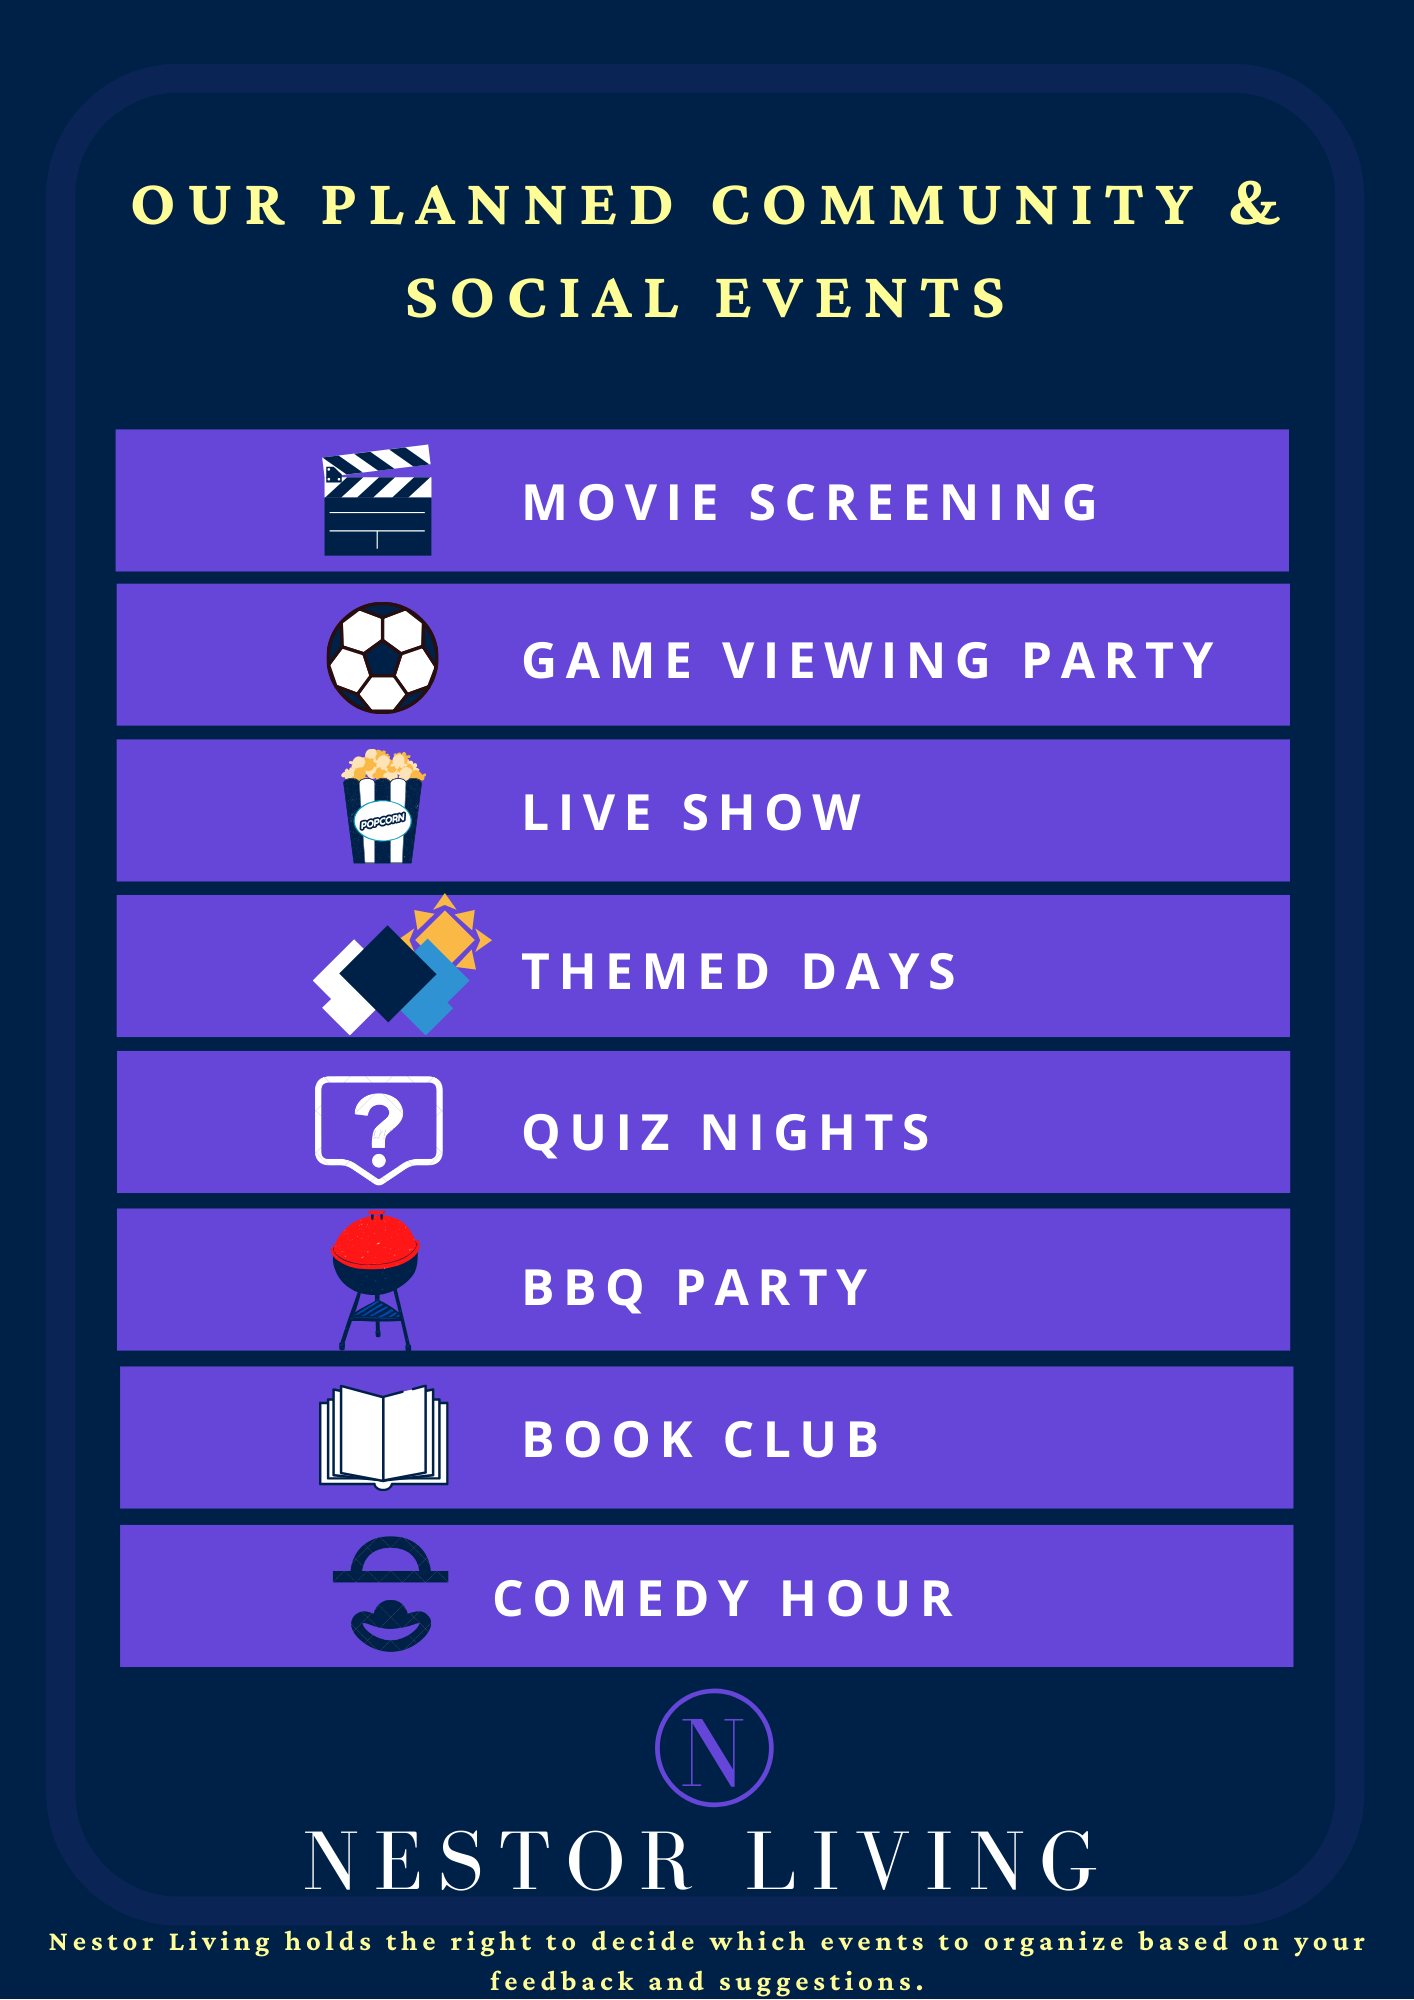 OUR PLANNED COMMUNITY &
SOCIAL EVENTS
MOVIE SCREENING
GAME VIEWING PARTY
LIVE SHOW
POPCORN
THEMED DAYS
?
QUIZ NIGHTS
BBQ PARTY
BOOK CLUB
COMEDY HOUR
N
NESTOR LIVING
Nestor Living holds the right to decide which events to organize based on your
feedback and suggestions.